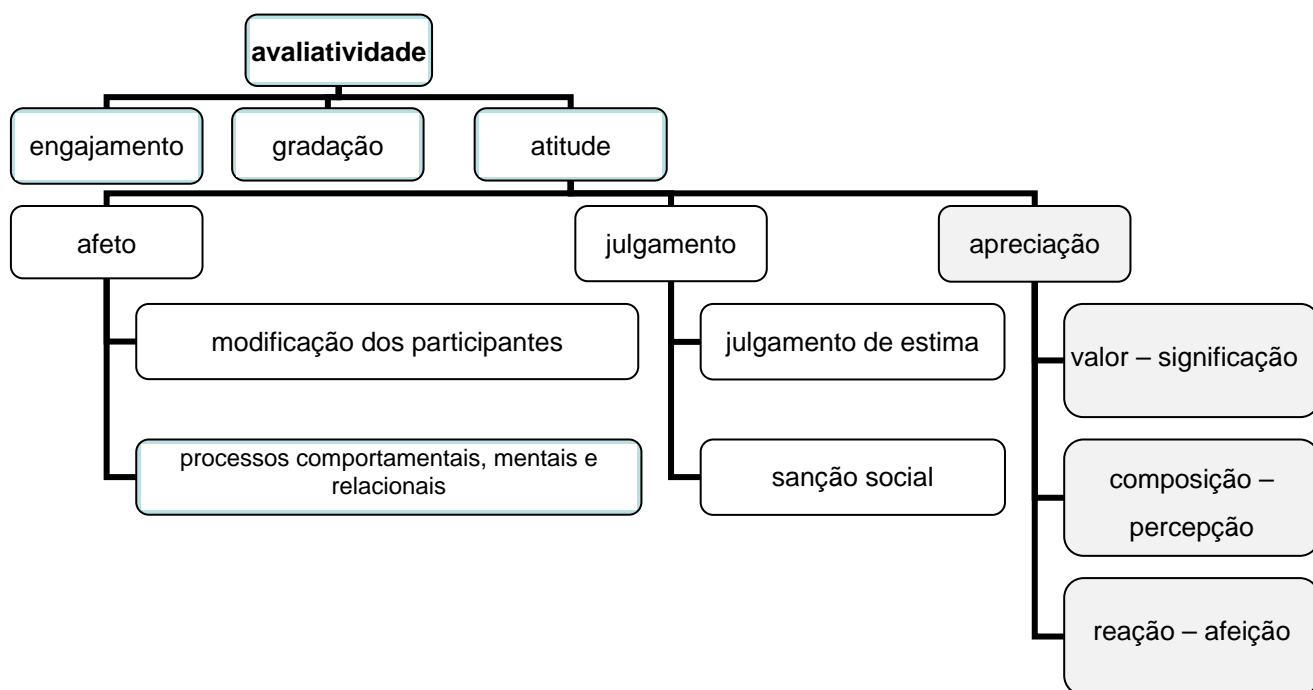 avaliatividade
engajamento
gradação
atitude
afeto
julgamento
apreciação
modificação dos participantes
julgamento de estima
valor – significação
processos comportamentais, mentais e
relacionais
sanção social
composição –
percepção
reação – afeição